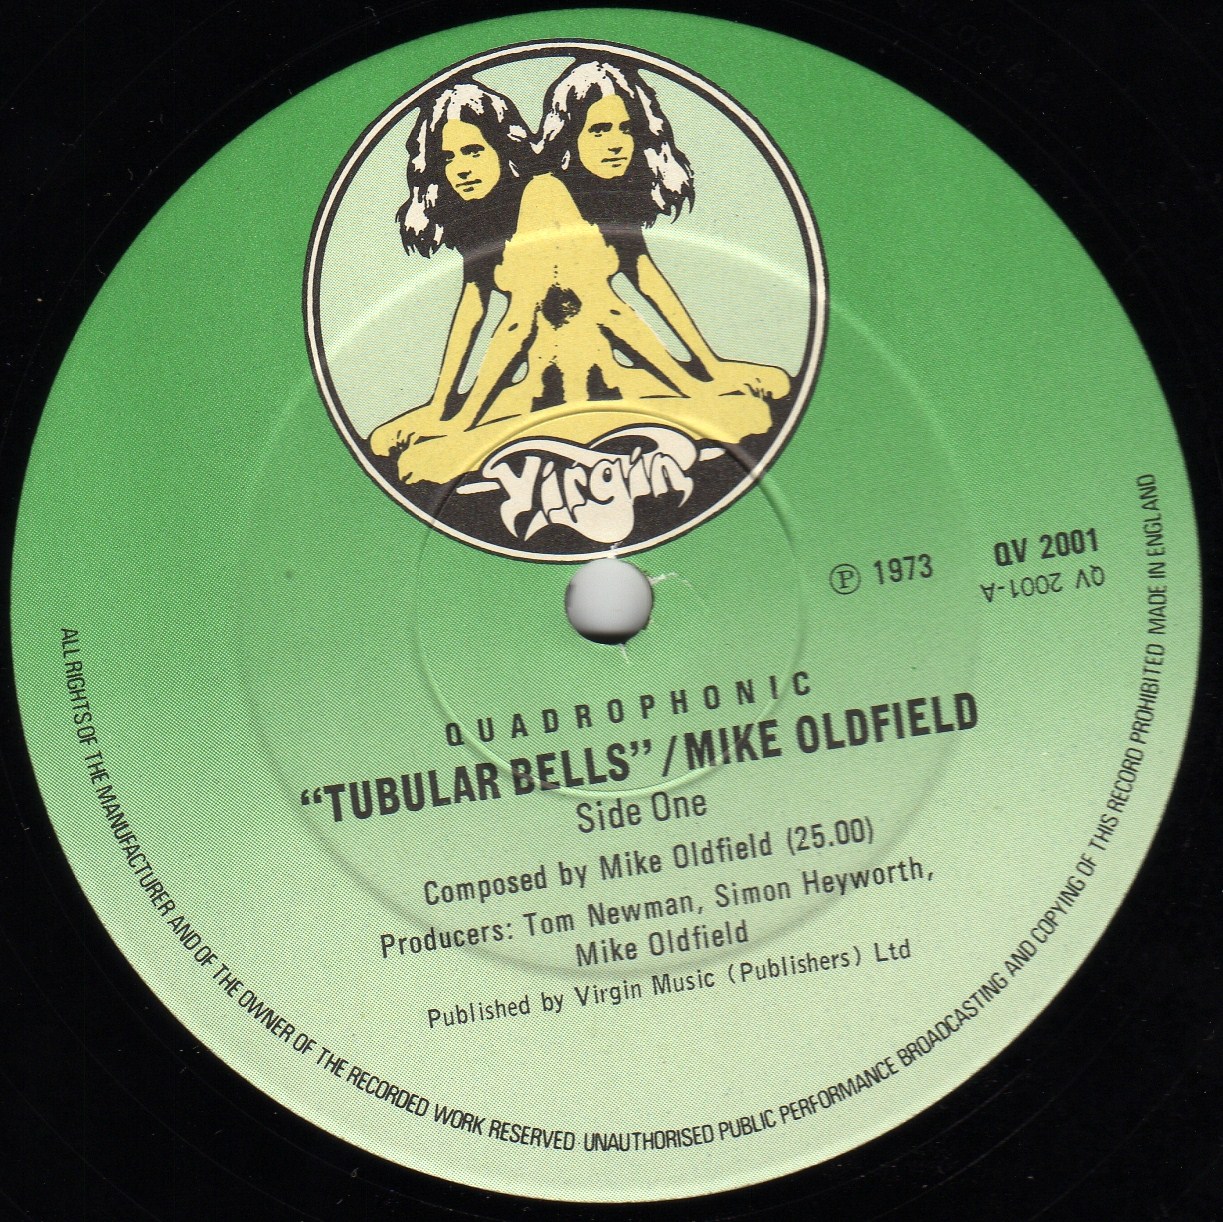 Virgin
℗ 1973
QV 2001
QV 2001-A
QUADROPHONIC
“TUBULAR BELLS” / MIKE OLDFIELD
Side One
Composed by Mike Oldfield (25.00)
Producers: Tom Newman, Simon Heyworth,
Mike Oldfield
Published by Virgin Music (Publishers) Ltd
ALL RIGHTS OF THE MANUFACTURER AND OF THE OWNER OF THE RECORDED WORK RESERVED UNAUTHORISED PUBLIC PERFORMANCE BROADCASTING AND COPYING OF THIS RECORD PROHIBITED MADE IN ENGLAND